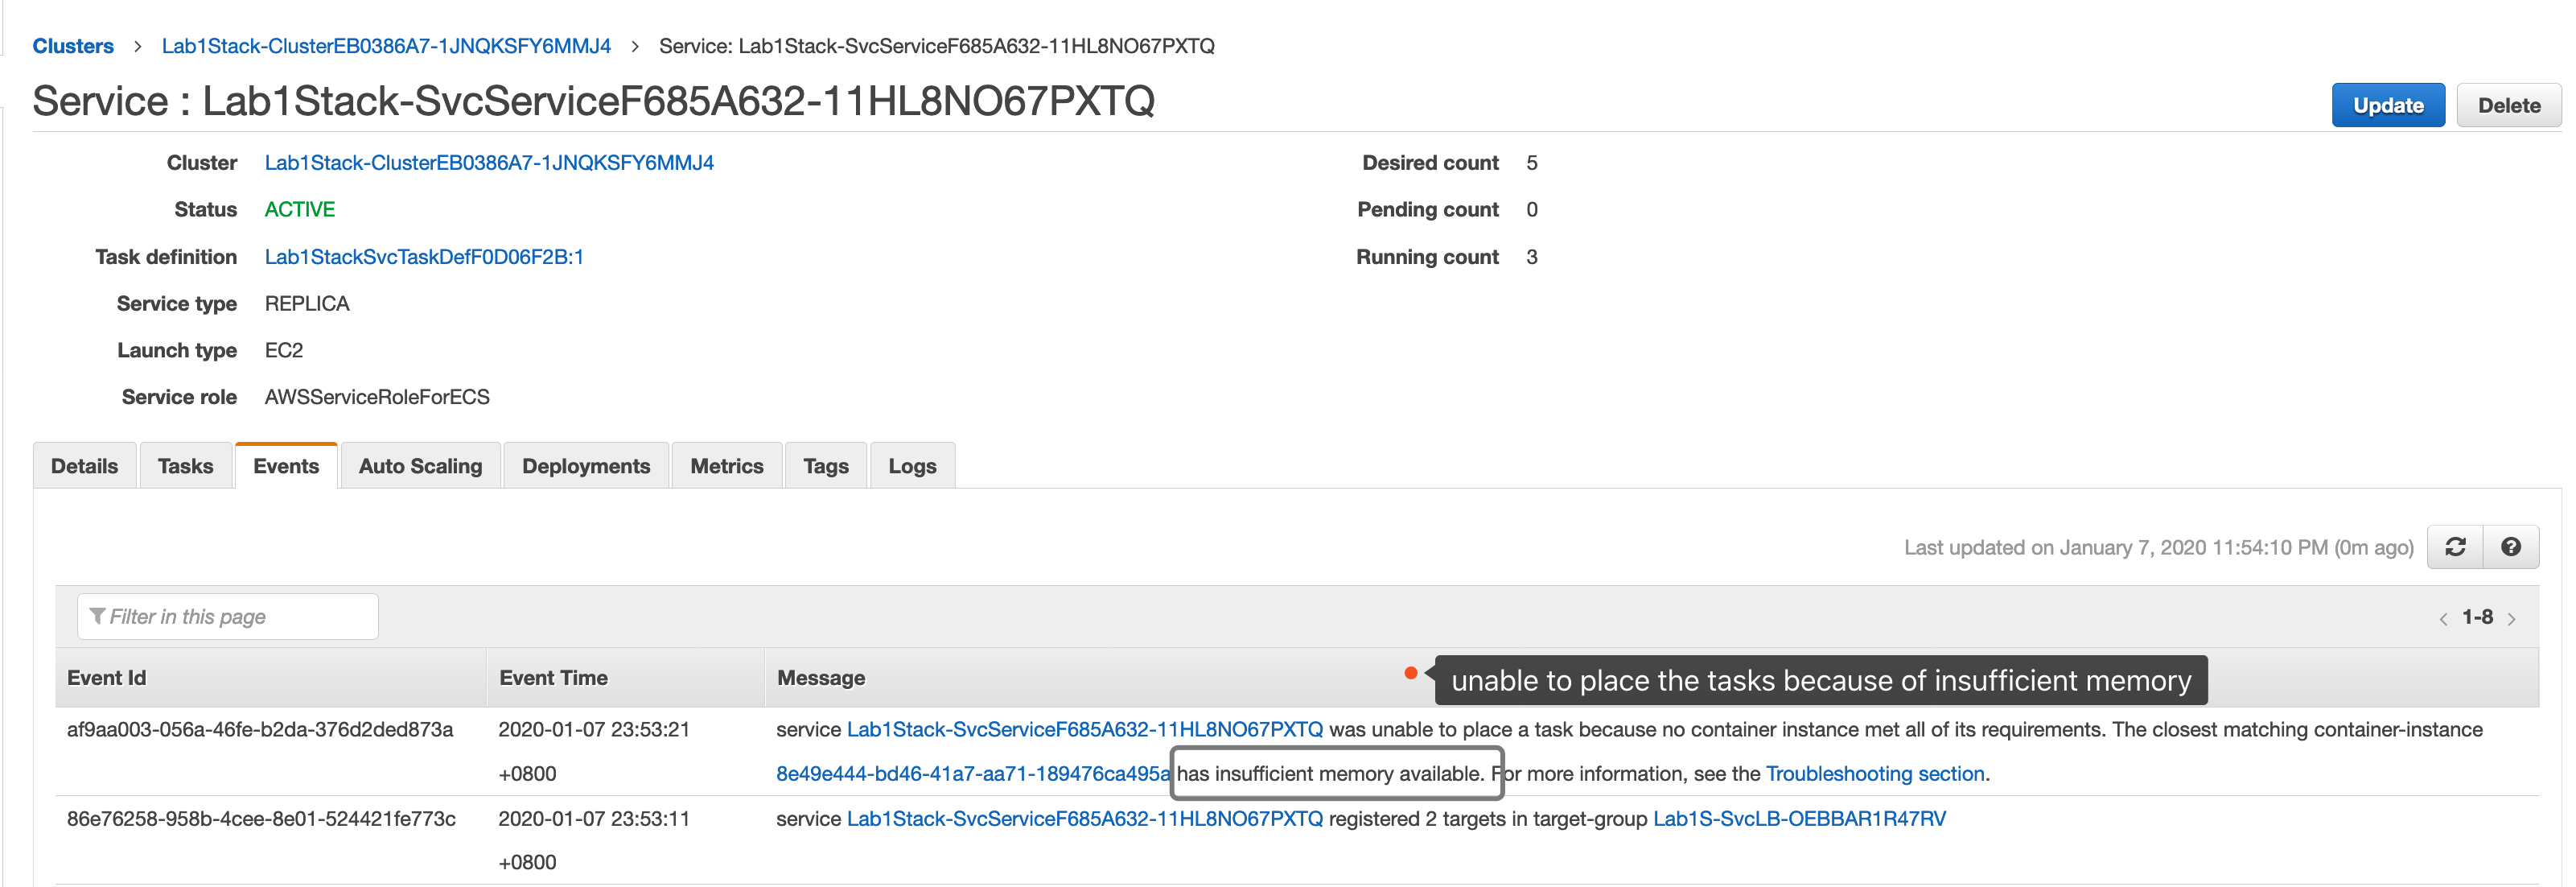 Clusters > Lab1Stack-ClusterEB0386A7-1JNQKSFY6MMJ4 > Service: Lab1Stack-SvcServiceF685A632-11HL8NO67PXTQ
Service : Lab1Stack-SvcServiceF685A632-11HL8NO67PXTQ
Update Delete
Cluster Lab1Stack-ClusterEB0386A7-1JNQKSFY6MMJ4
Desired count 5
Status ACTIVE
Pending count 0
Task definition Lab1StackSvcTaskDefF0D06F2B:1
Running count 3
Service type REPLICA
Launch type EC2
Service role AWSServiceRoleForECS
Details Tasks Events Auto Scaling Deployments Metrics Tags Logs
Last updated on January 7, 2020 11:54:10 PM (0m ago)
Filter in this page
< 1-8 >
Event Id Event Time Message
unable to place the tasks because of insufficient memory
af9aa003-056a-46fe-b2da-376d2ded873a 2020-01-07 23:53:21 service Lab1Stack-SvcServiceF685A632-11HL8NO67PXTQ was unable to place a task because no container instance met all of its requirements. The closest matching container-instance
+0800 8e49e444-bd46-41a7-aa71-189476ca495a has insufficient memory available. For more information, see the Troubleshooting section.
86e76258-958b-4cee-8e01-524421fe773c 2020-01-07 23:53:11 service Lab1Stack-SvcServiceF685A632-11HL8NO67PXTQ registered 2 targets in target-group Lab1S-SvcLB-OEBBAR1R47RV
+0800